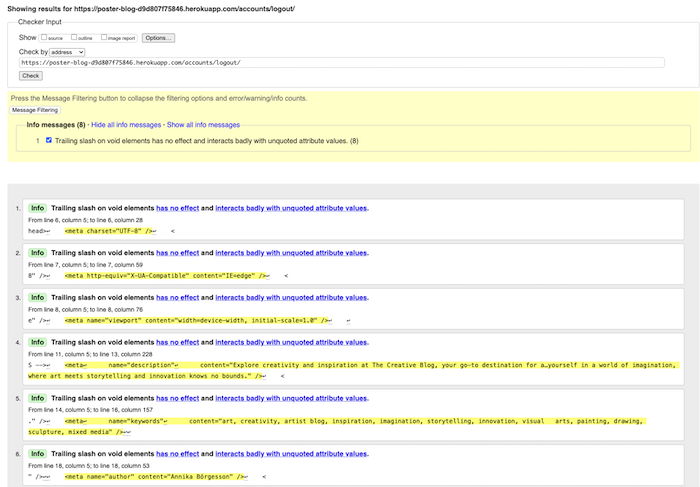 Showing results for https://poster-blog-d9d807f75846.herokuapp.com/accounts/logout/
Checker Input
Show source outline image report Options...
Check by address
https://poster-blog-d9d807f75846.herokuapp.com/accounts/logout/
Check
Press the Message Filtering button to collapse the filtering options and error/warning/info counts.
Message Filtering
Info messages (8) · Hide all info messages · Show all info messages
1 Trailing slash on void elements has no effect and interacts badly with unquoted attribute values. (8)
1. Info Trailing slash on void elements has no effect and interacts badly with unquoted attribute values.
From line 6, column 5; to line 6, column 26
head>↩ <meta charset="UTF-8" />↩ <
2. Info Trailing slash on void elements has no effect and interacts badly with unquoted attribute values.
From line 7, column 5; to line 7, column 59
8" />↩ <meta http-equiv="X-UA-Compatible" content="IE=edge" />↩ <
3. Info Trailing slash on void elements has no effect and interacts badly with unquoted attribute values.
From line 8, column 5; to line 8, column 76
e" />↩ <meta name="viewport" content="width=device-width, initial-scale=1.0" />↩ ↩
4. Info Trailing slash on void elements has no effect and interacts badly with unquoted attribute values.
From line 11, column 5; to line 13, column 228
S -->↩ <meta↩ name="description"↩ content="Explore creativity and inspiration at The Creative Blog, your go-to destination for a…yourself in a world of imagination,
where art meets storytelling and innovation knows no bounds." />↩ <
5. Info Trailing slash on void elements has no effect and interacts badly with unquoted attribute values.
From line 14, column 5; to line 16, column 157
." />↩ <meta↩ name="keywords"↩ content="art, creativity, artist blog, inspiration, imagination, storytelling, innovation, visual arts, painting, drawing,
sculpture, mixed media" />↩↩
6. Info Trailing slash on void elements has no effect and interacts badly with unquoted attribute values.
From line 18, column 5; to line 18, column 53
" />↩↩ <meta name="author" content="Annika Börgesson" />↩ <